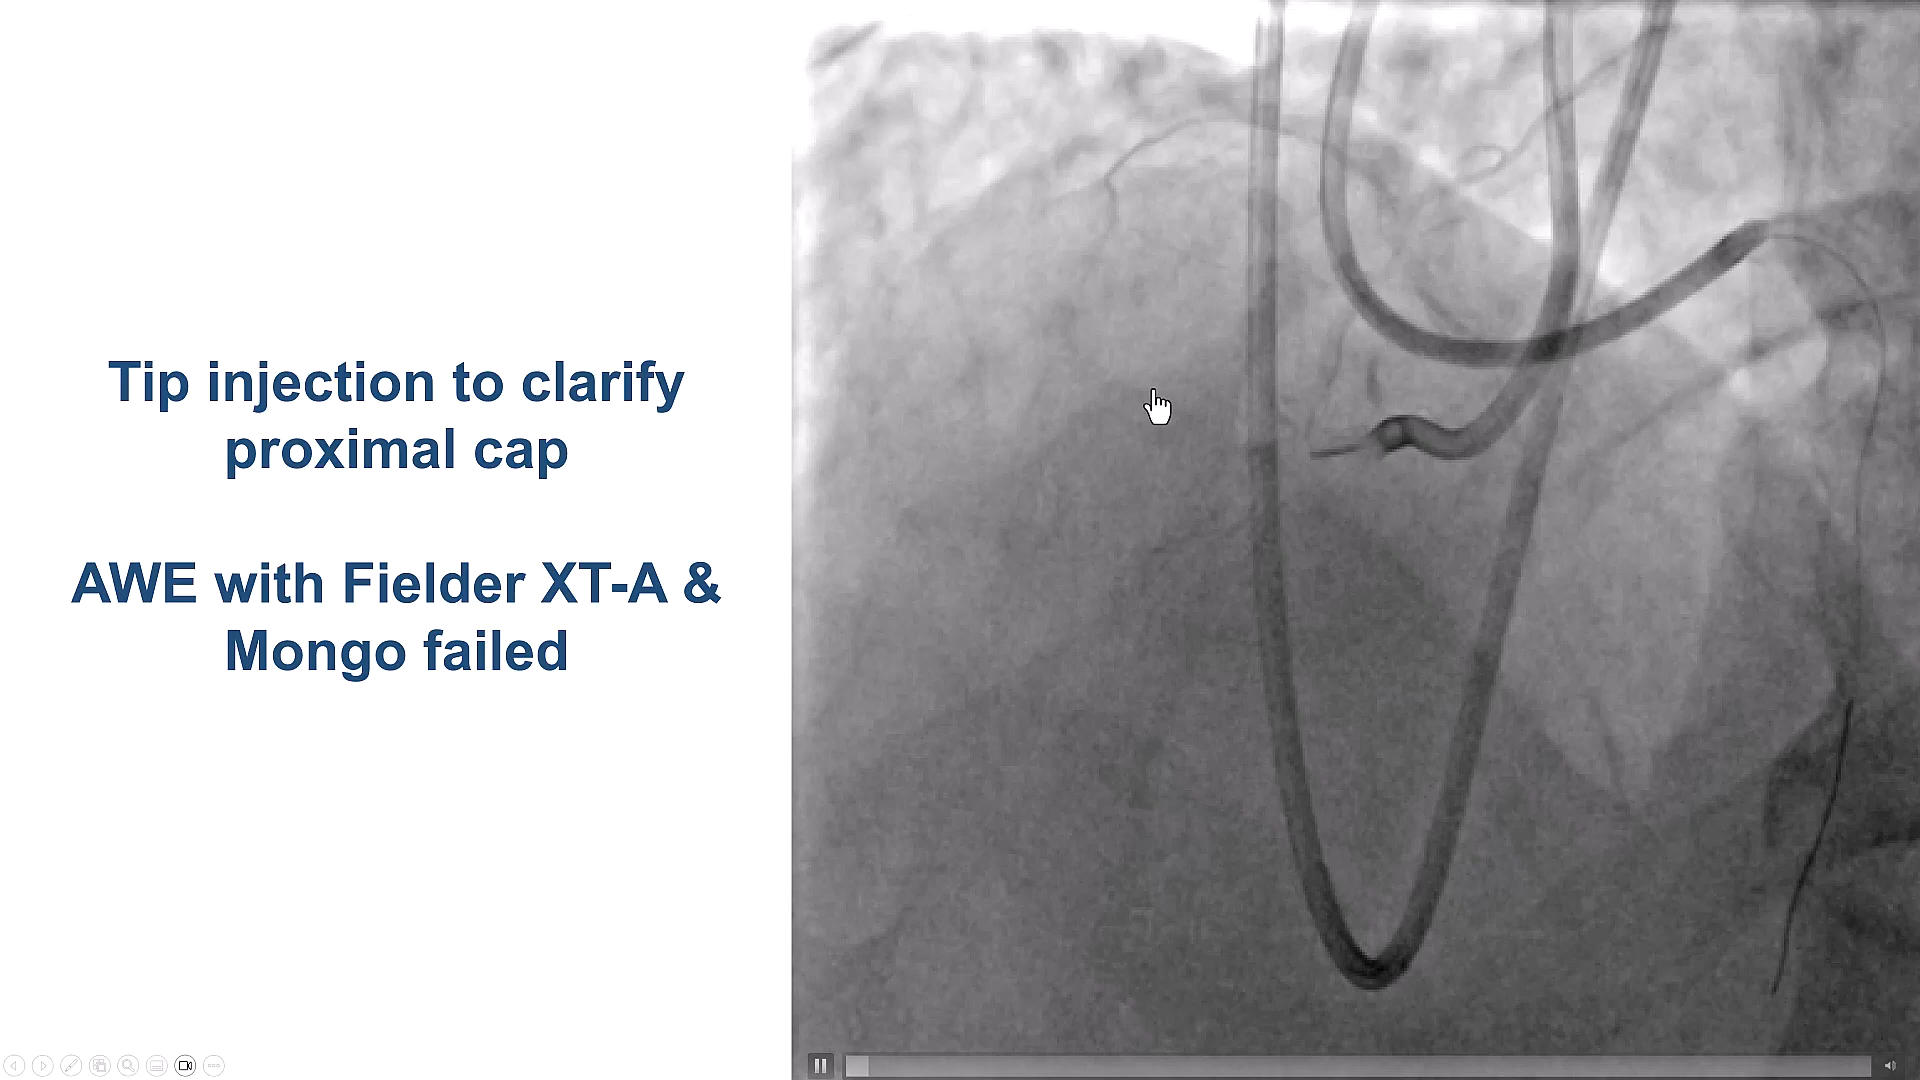 Tip injection to clarify
proximal cap
AWE with Fielder XT-A &
Mongo failed